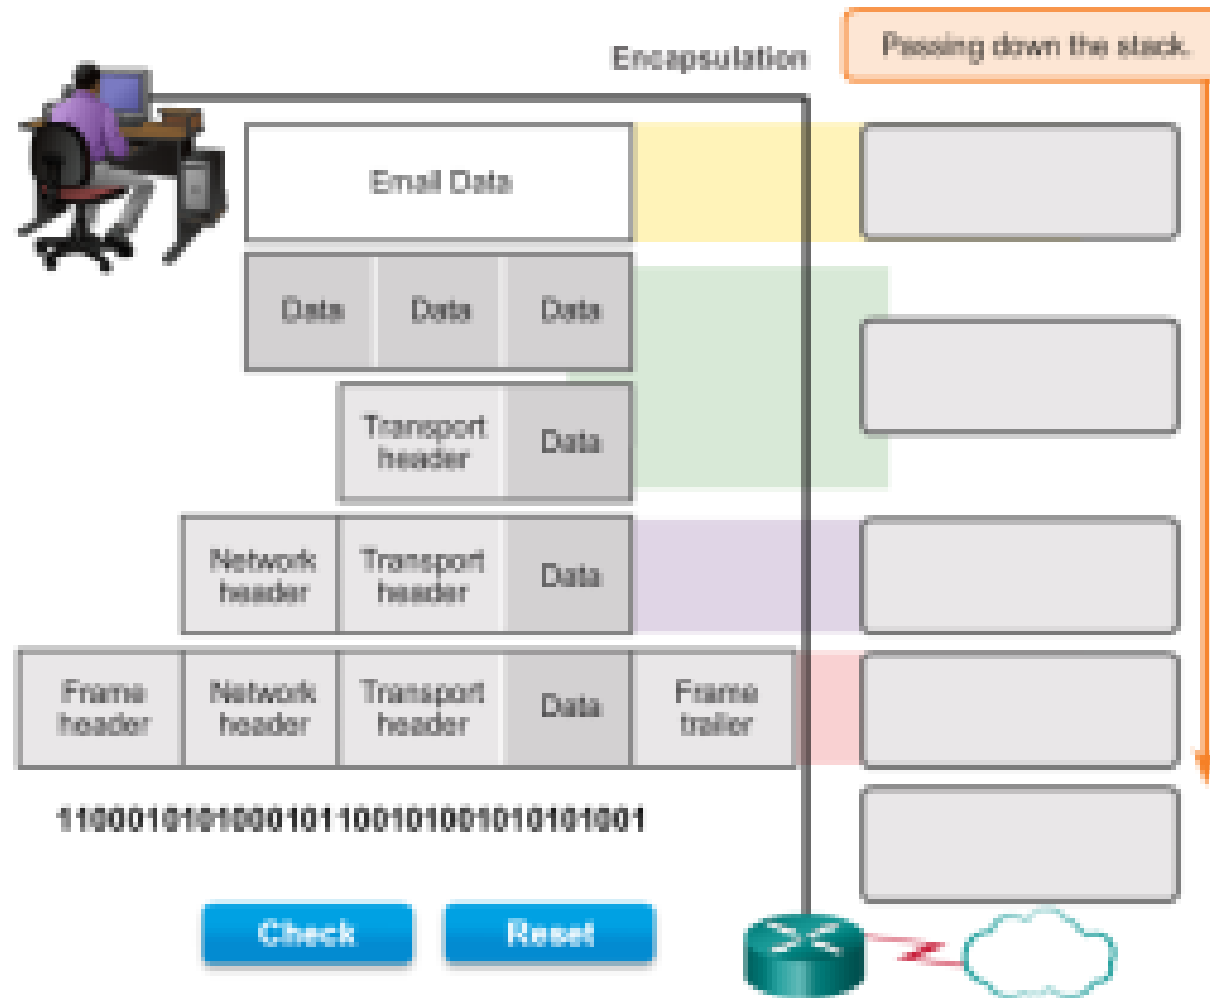 Encapsulation
Passing down the stack.
Email Data
Data Data Data
Transport header Data
Network header Transport header Data
Frame header Network header Transport header Data Frame trailer
1100010101000101100101001010101001
Check Reset